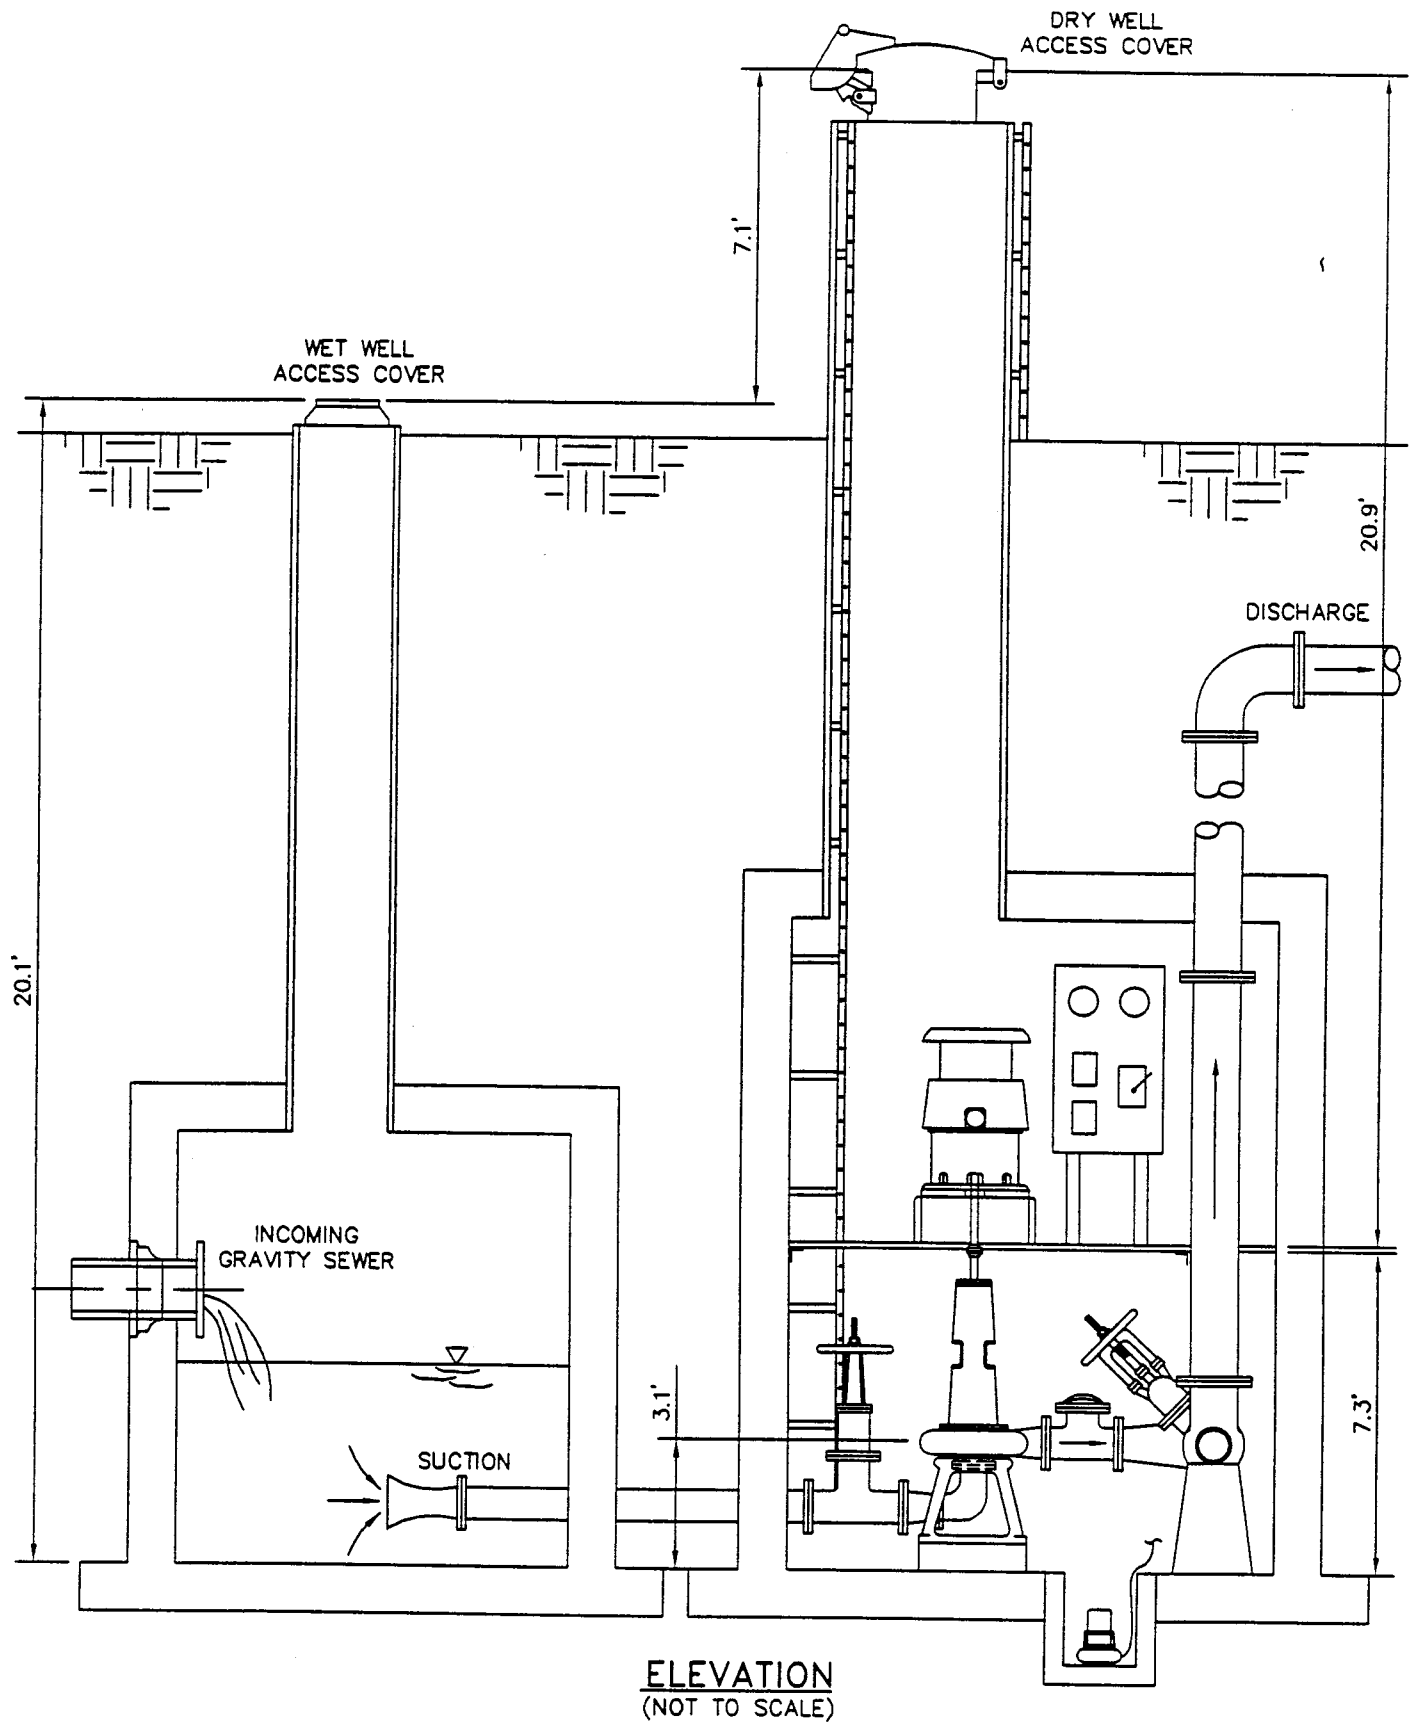 DRY WELL
ACCESS COVER
7.1'
WET WELL
ACCESS COVER
20.9'
DISCHARGE
20.1'
INCOMING
GRAVITY SEWER
3.1'
7.3'
SUCTION
ELEVATION
(NOT TO SCALE)